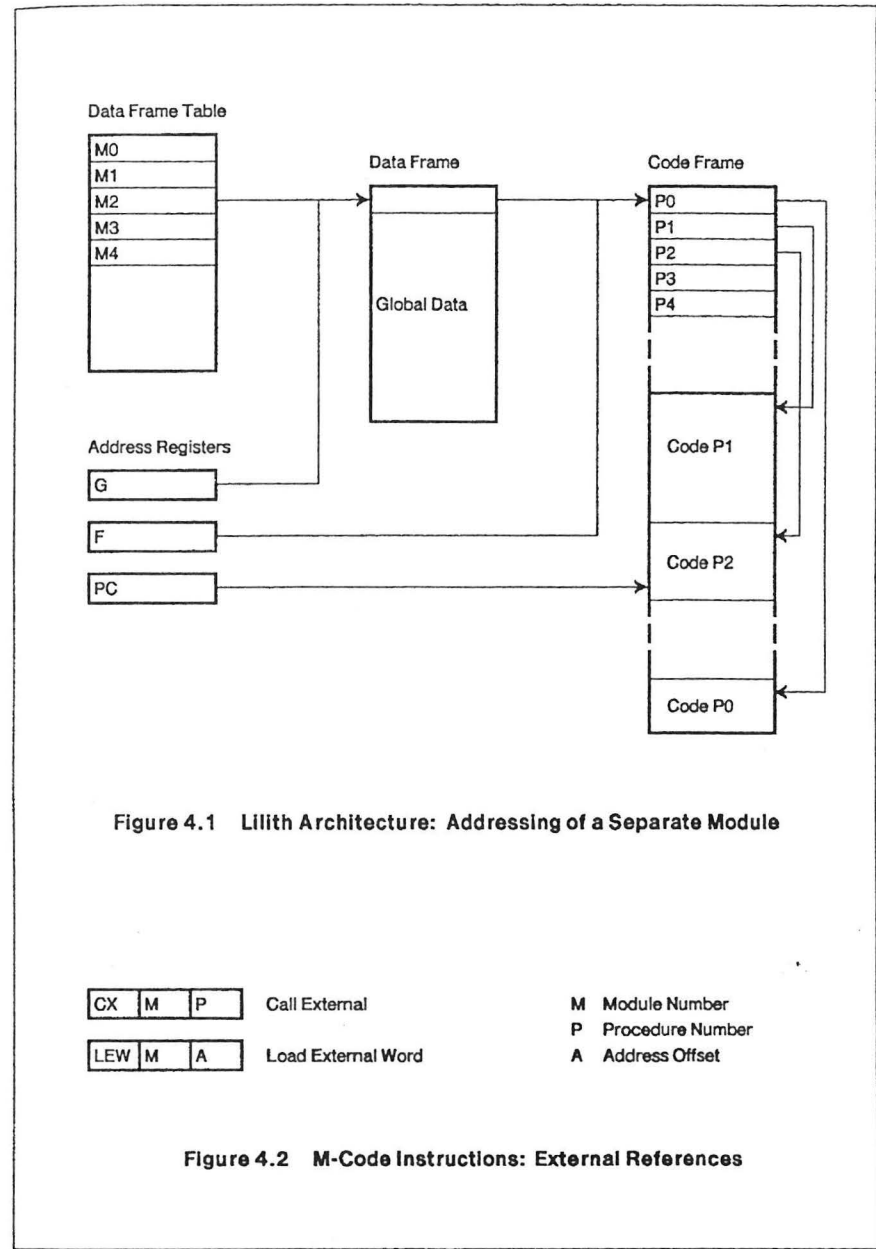 Data Frame Table
M0
M1
M2
M3
M4
Data Frame
Global Data
Code Frame
P0
P1
P2
P3
P4
Code P1
Code P2
Code P0
Address Registers
G
F
PC
Figure 4.1 Lilith Architecture: Addressing of a Separate Module
CX M P Call External
LEW M A Load External Word
M Module Number
P Procedure Number
A Address Offset
Figure 4.2 M-Code Instructions: External References